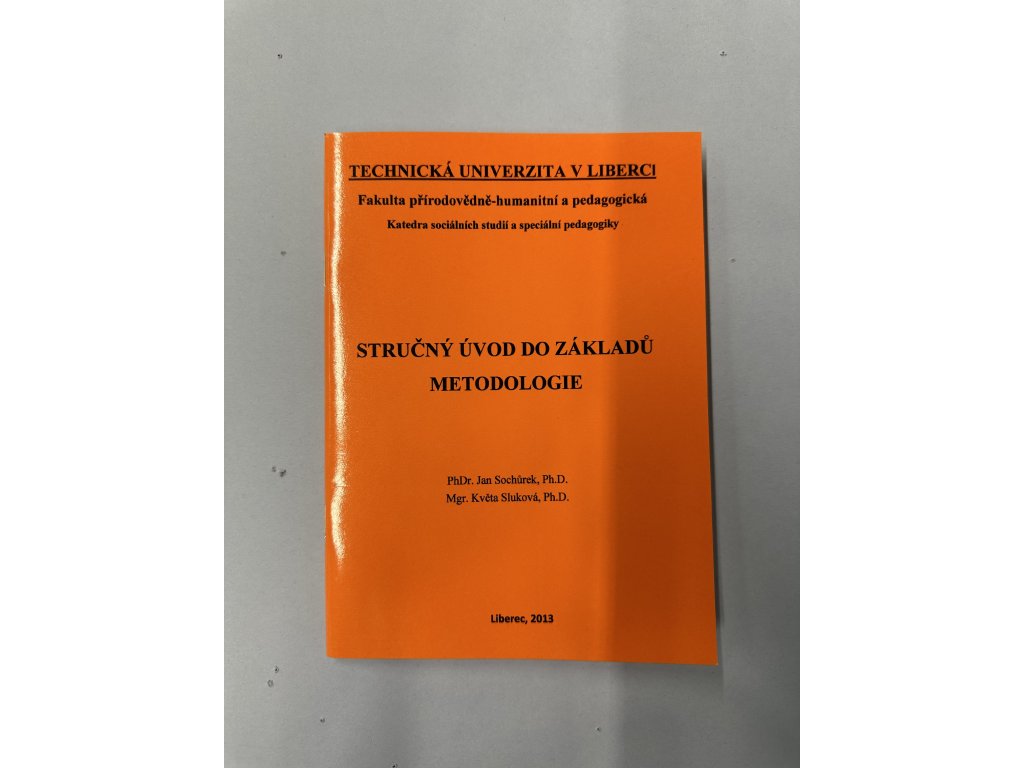 TECHNICKÁ UNIVERZITA V LIBERCI
Fakulta přírodovědně-humanitní a pedagogická
Katedra sociálních studií a speciální pedagogiky
STRUČNÝ ÚVOD DO ZÁKLADŮ
METODOLOGIE
PhDr. Jan Sochůrek, Ph.D.
Mgr. Květa Sluková, Ph.D.
Liberec, 2013